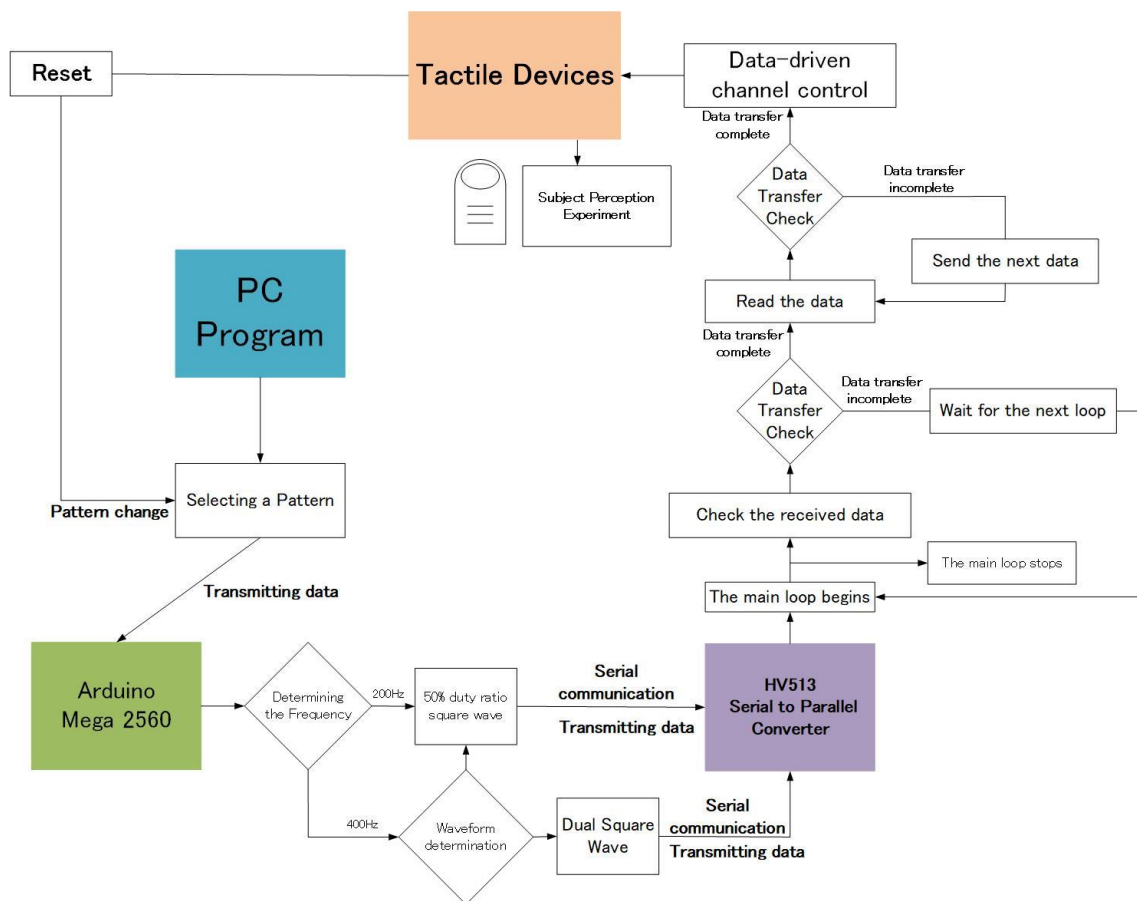 Reset
Tactile Devices
Data-driven
channel control
Data transfer
complete
Data
Transfer
Check
Data transfer
incomplete
Send the next data
Subject Perception
Experiment
Read the data
PC
Program
Data transfer
complete
Data
Transfer
Check
Data transfer
incomplete
Wait for the next loop
Selecting a Pattern
Pattern change
Check the received data
The main loop stops
The main loop begins
Transmitting data
Arduino
Mega 2560
Determining
the Frequency
200Hz
50% duty ratio
square wave
Serial
communication
Transmitting data
HV513
Serial to Parallel
Converter
400Hz
Waveform
determination
Dual Square
Wave
Serial
communication
Transmitting data